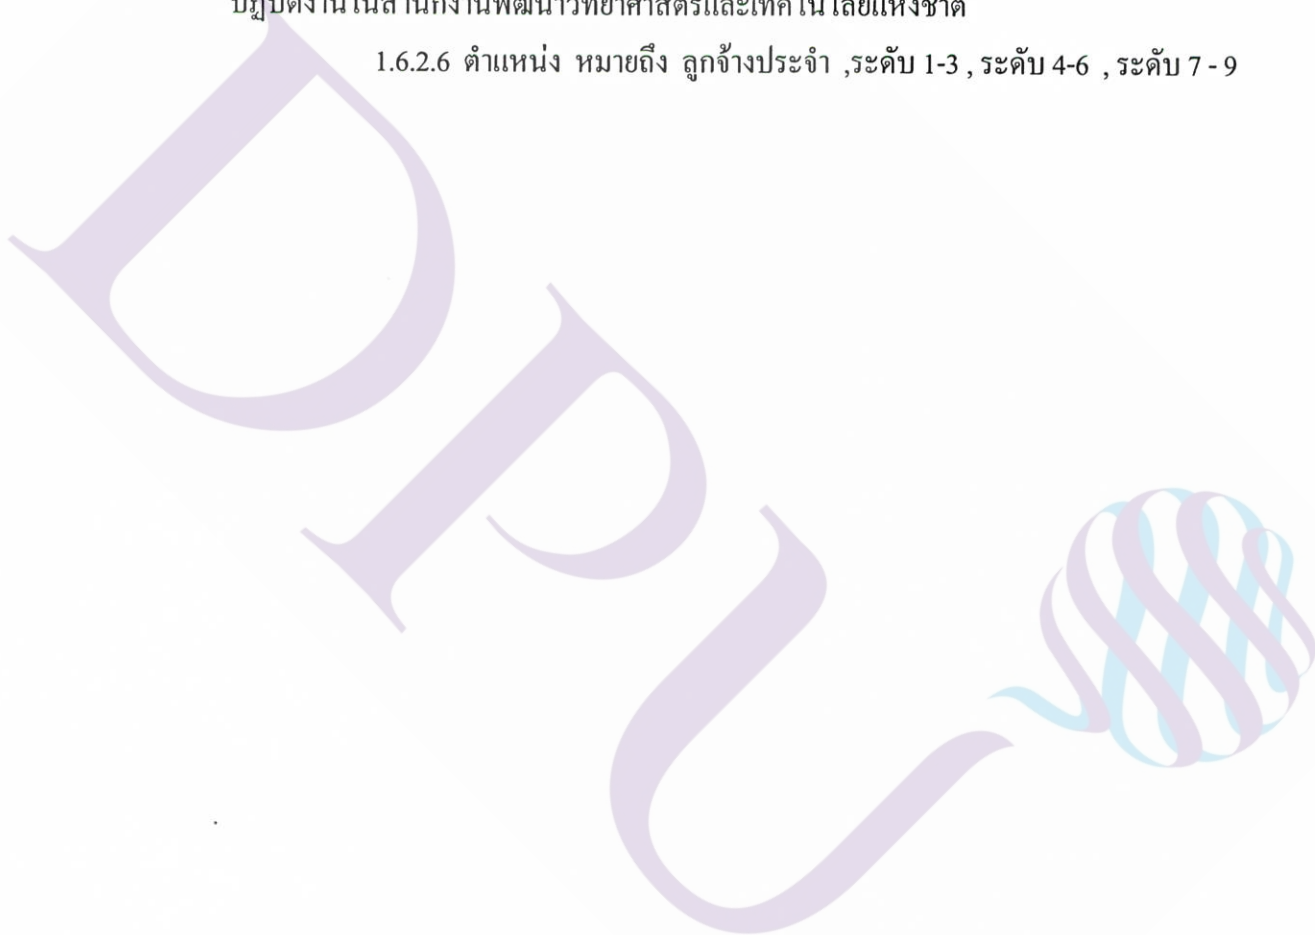 ปฏิบัติงานในสำนักงานพัฒนาวิทยาศาสตร์และเทคโนโลยีแห่งชาติ
1.6.2.6 ตำแหน่ง หมายถึง ลูกจ้างประจำ ,ระดับ 1-3 , ระดับ 4-6 , ระดับ 7 - 9
DPU